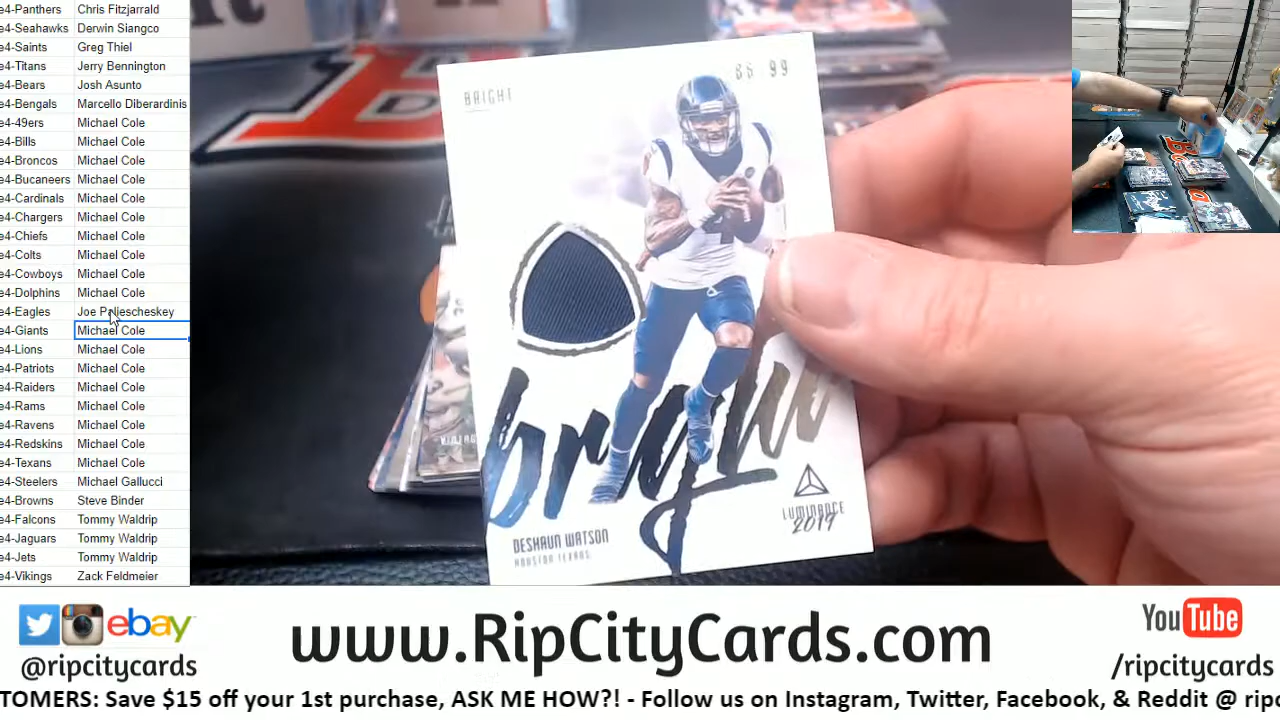 e4-Panthers Chris Fitzjarrald
e4-Seahawks Derwin Siangco
e4-Saints Greg Thiel
e4-Titans Jerry Bennington
e4-Bears Josh Asunto
e4-Bengals Marcello Diberardinis
e4-49ers Michael Cole
e4-Bills Michael Cole
e4-Broncos Michael Cole
e4-Bucaneers Michael Cole
e4-Cardinals Michael Cole
e4-Chargers Michael Cole
e4-Chiefs Michael Cole
e4-Colts Michael Cole
e4-Cowboys Michael Cole
e4-Dolphins Michael Cole
e4-Eagles Joe Paliescheskey
e4-Giants Michael Cole
e4-Lions Michael Cole
e4-Patriots Michael Cole
e4-Raiders Michael Cole
e4-Rams Michael Cole
e4-Ravens Michael Cole
e4-Redskins Michael Cole
e4-Texans Michael Cole
e4-Steelers Michael Gallucci
e4-Browns Steve Binder
e4-Falcons Tommy Waldrip
e4-Jaguars Tommy Waldrip
e4-Jets Tommy Waldrip
e4-Vikings Zack Feldmeier
BRIGHT
86 99
4
bright
DESHAUN WATSON
HOUSTON TEXANS
LUMINANCE
2019
ebay
@ripcitycards
www.RipCityCards.com
YouTube
/ripcitycards
TOMERS: Save $15 off your 1st purchase, ASK ME HOW?! - Follow us on Instagram, Twitter, Facebook, & Reddit @ ripc